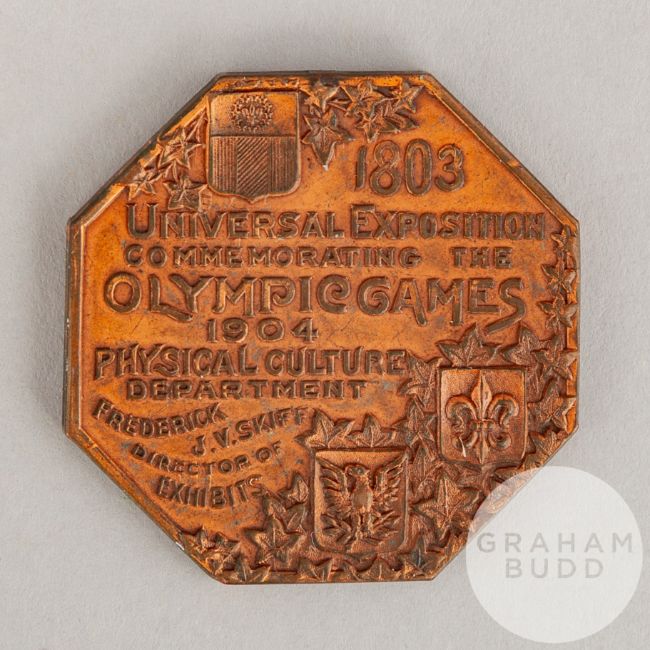 1803
UNIVERSAL EXPOSITION
COMMEMORATING THE
OLYMPIC GAMES
1904
PHYSICAL CULTURE
DEPARTMENT
FREDERICK
J.V. SKIFF
DIRECTOR OF
EXHIBITS
GRAHAM
BUDD